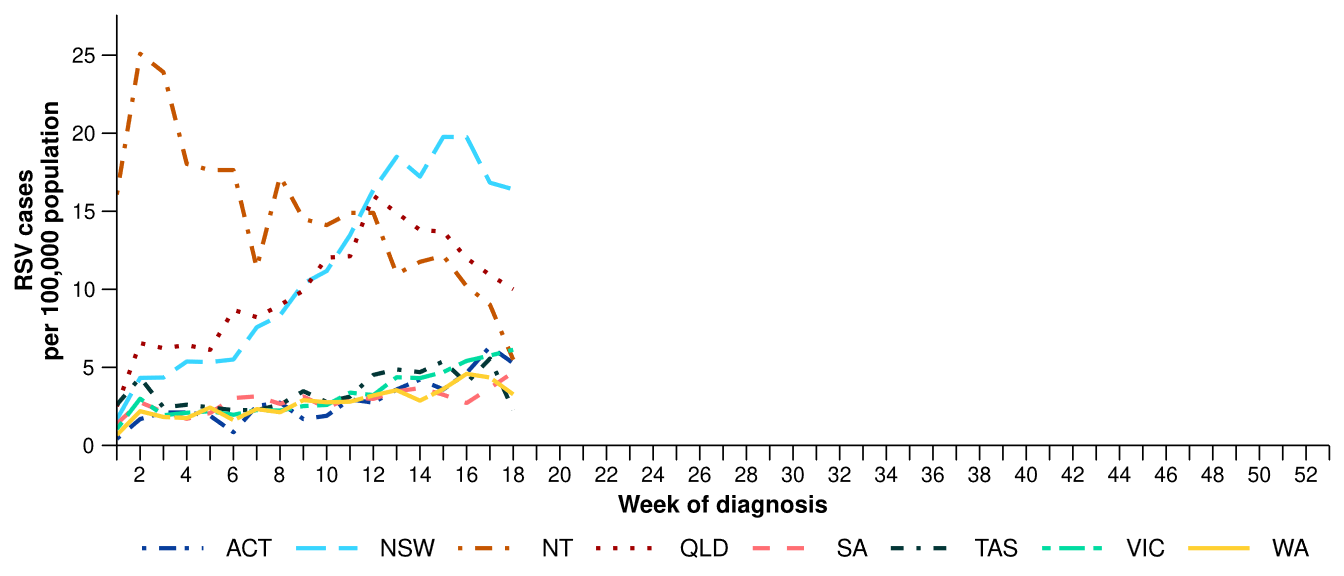 RSV cases
per 100,000 population
25
20
15
10
5
0
2 4 6 8 10 12 14 16 18 20 22 24 26 28 30 32 34 36 38 40 42 44 46 48 50 52
Week of diagnosis
ACT NSW NT QLD SA TAS VIC WA